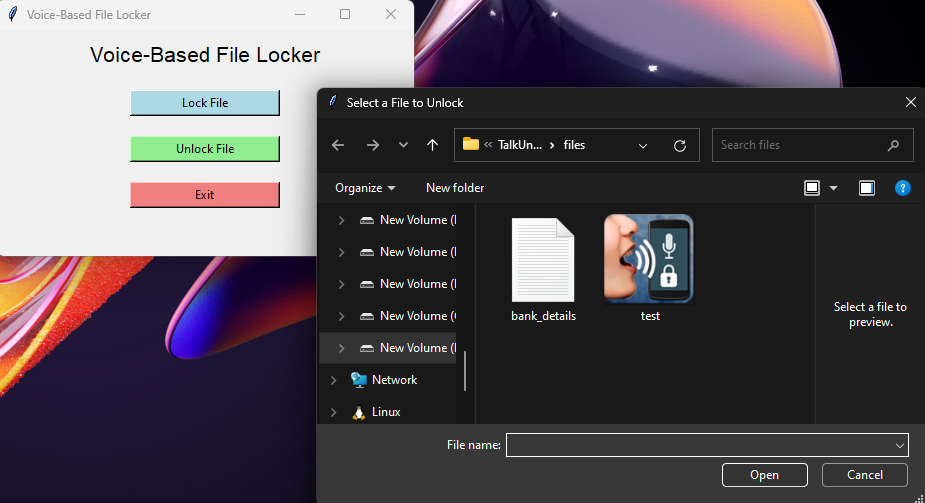 Voice-Based File Locker
Voice-Based File Locker
Lock File
Unlock File
Exit
Select a File to Unlock
« TalkUn... › files
Search files
Organize
New folder
New Volume (
New Volume (
New Volume (
New Volume (
New Volume (
Network
Linux
bank_details
test
Select a file to
preview.
File name:
Open
Cancel